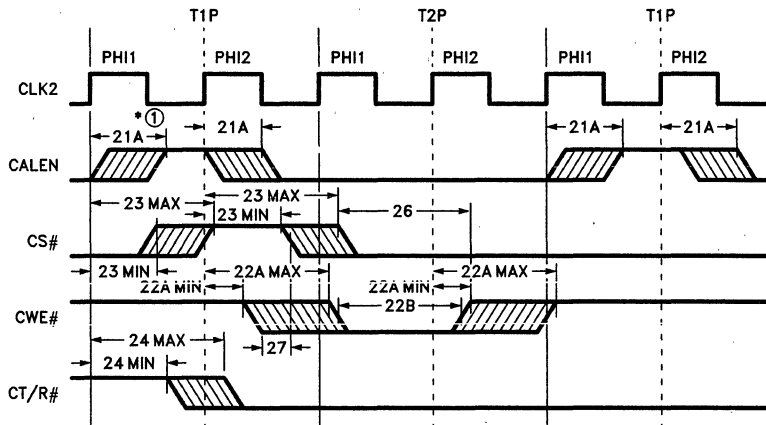 T1P T2P T1P
PHI1 PHI2 PHI1 PHI2 PHI1 PHI2
CLK2
*①
21A 21A 21A 21A
CALEN
23 MAX 23 MAX
23 MIN 26
CS#
23 MIN 22A MAX 22A MAX
22A MIN 22A MIN
CWE# 22B
24 MAX
24 MIN 27
CT/R#